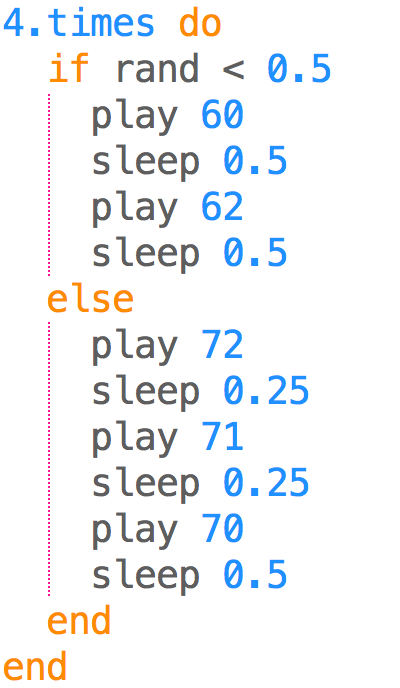 4.times do
  if rand < 0.5
    play 60
    sleep 0.5
    play 62
    sleep 0.5
  else
    play 72
    sleep 0.25
    play 71
    sleep 0.25
    play 70
    sleep 0.5
  end
end